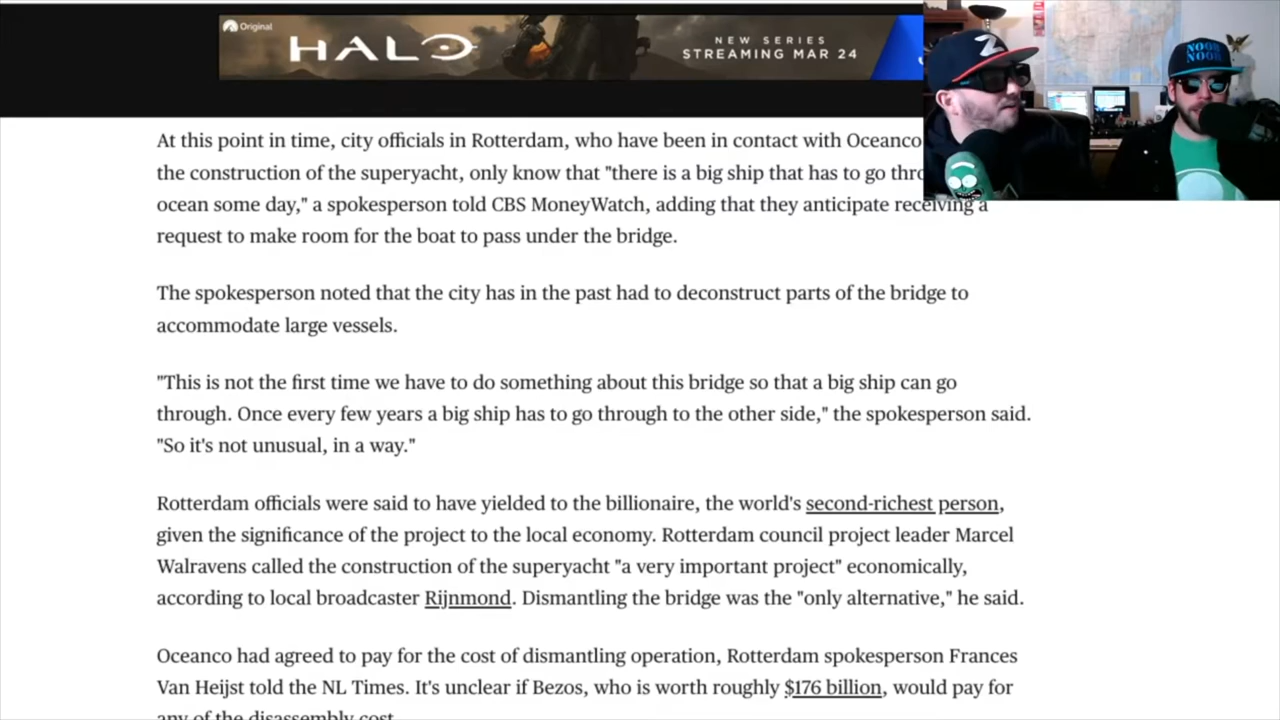 Original
HALO
NEW SERIES
STREAMING MAR 24
NOOB
NOOB
At this point in time, city officials in Rotterdam, who have been in contact with Oceanco
the construction of the superyacht, only know that "there is a big ship that has to go
ocean some day," a spokesperson told CBS MoneyWatch, adding that they anticipate receiving a
request to make room for the boat to pass under the bridge.
The spokesperson noted that the city has in the past had to deconstruct parts of the bridge to
accommodate large vessels.
"This is not the first time we have to do something about this bridge so that a big ship can go
through. Once every few years a big ship has to go through to the other side," the spokesperson said.
"So it's not unusual, in a way."
Rotterdam officials were said to have yielded to the billionaire, the world's second-richest person,
given the significance of the project to the local economy. Rotterdam council project leader Marcel
Walravens called the construction of the superyacht "a very important project" economically,
according to local broadcaster Rijnmond. Dismantling the bridge was the "only alternative," he said.
Oceanco had agreed to pay for the cost of dismantling operation, Rotterdam spokesperson Frances
Van Heijst told the NL Times. It's unclear if Bezos, who is worth roughly $176 billion, would pay for
any of the disassembly cost.